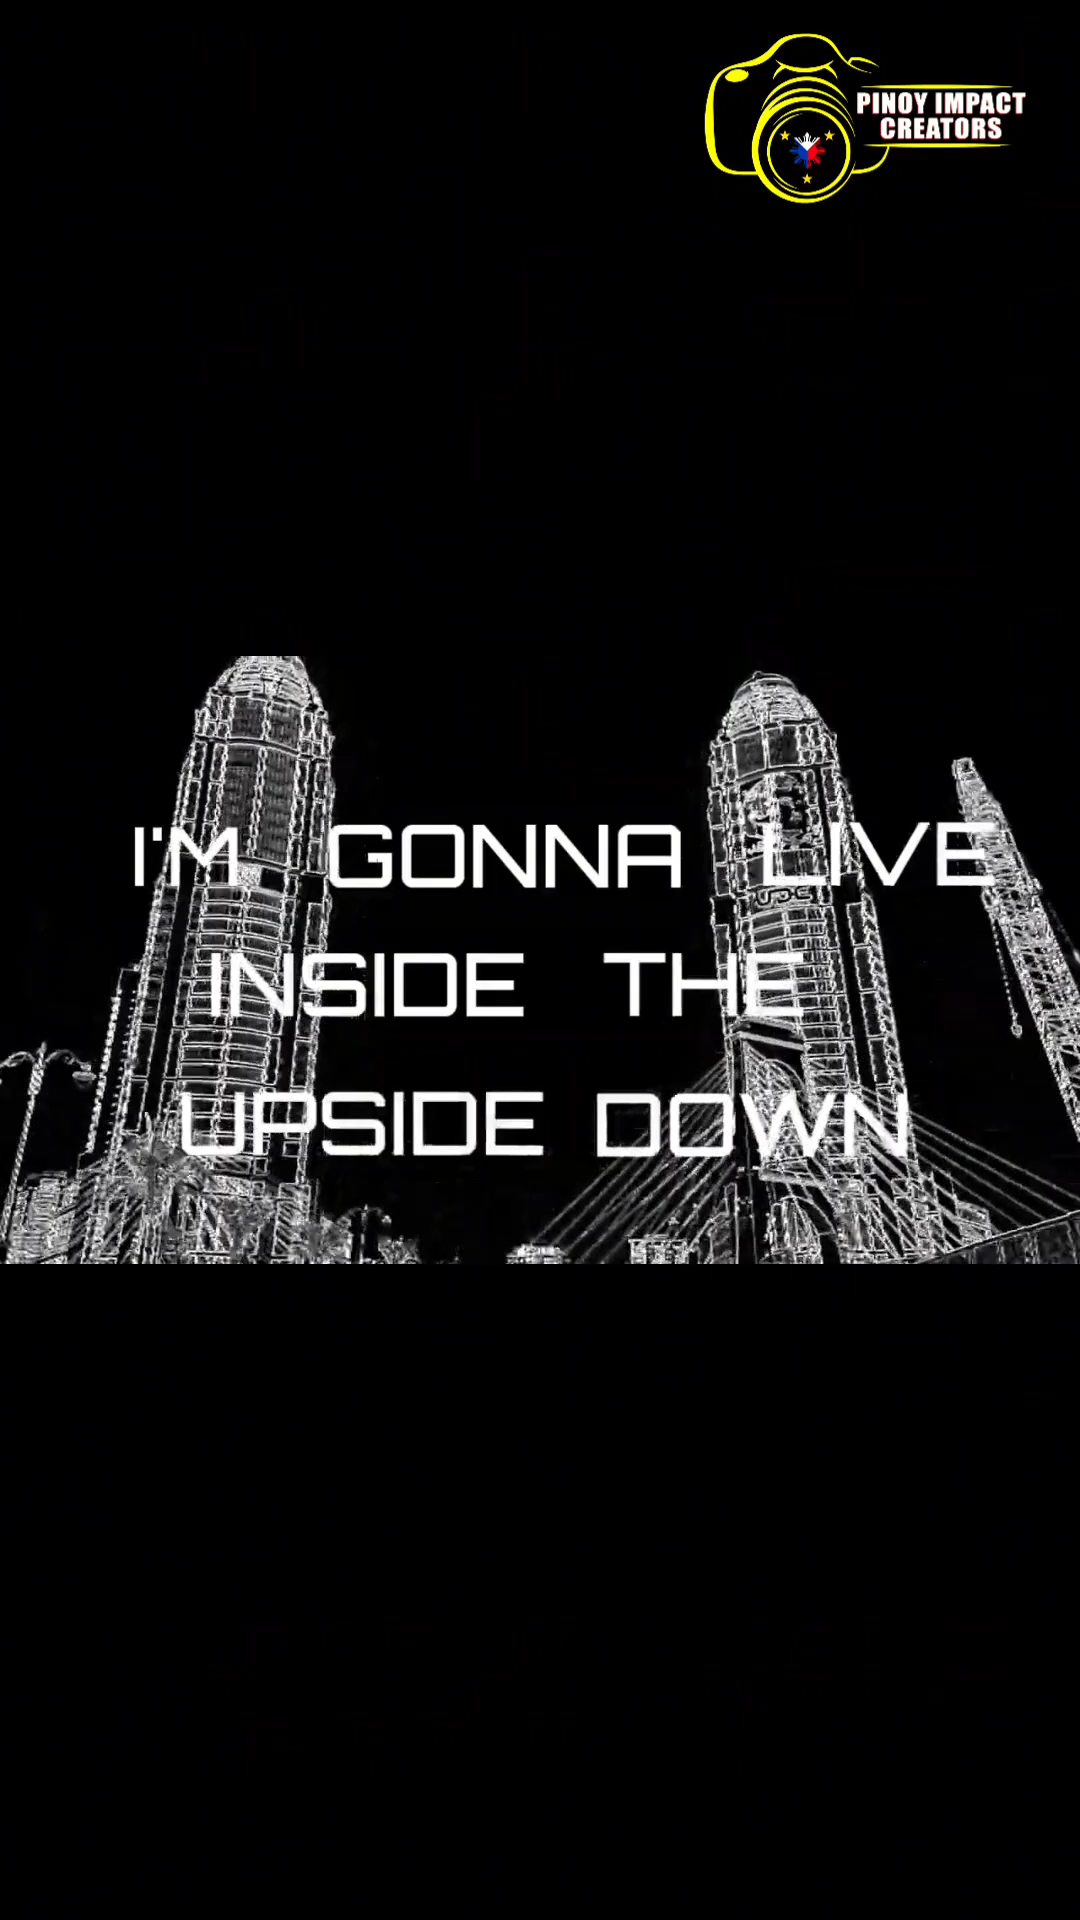 PINOY IMPACT
CREATORS
I'M GONNA LIVE
INSIDE THE
UPSIDE DOWN